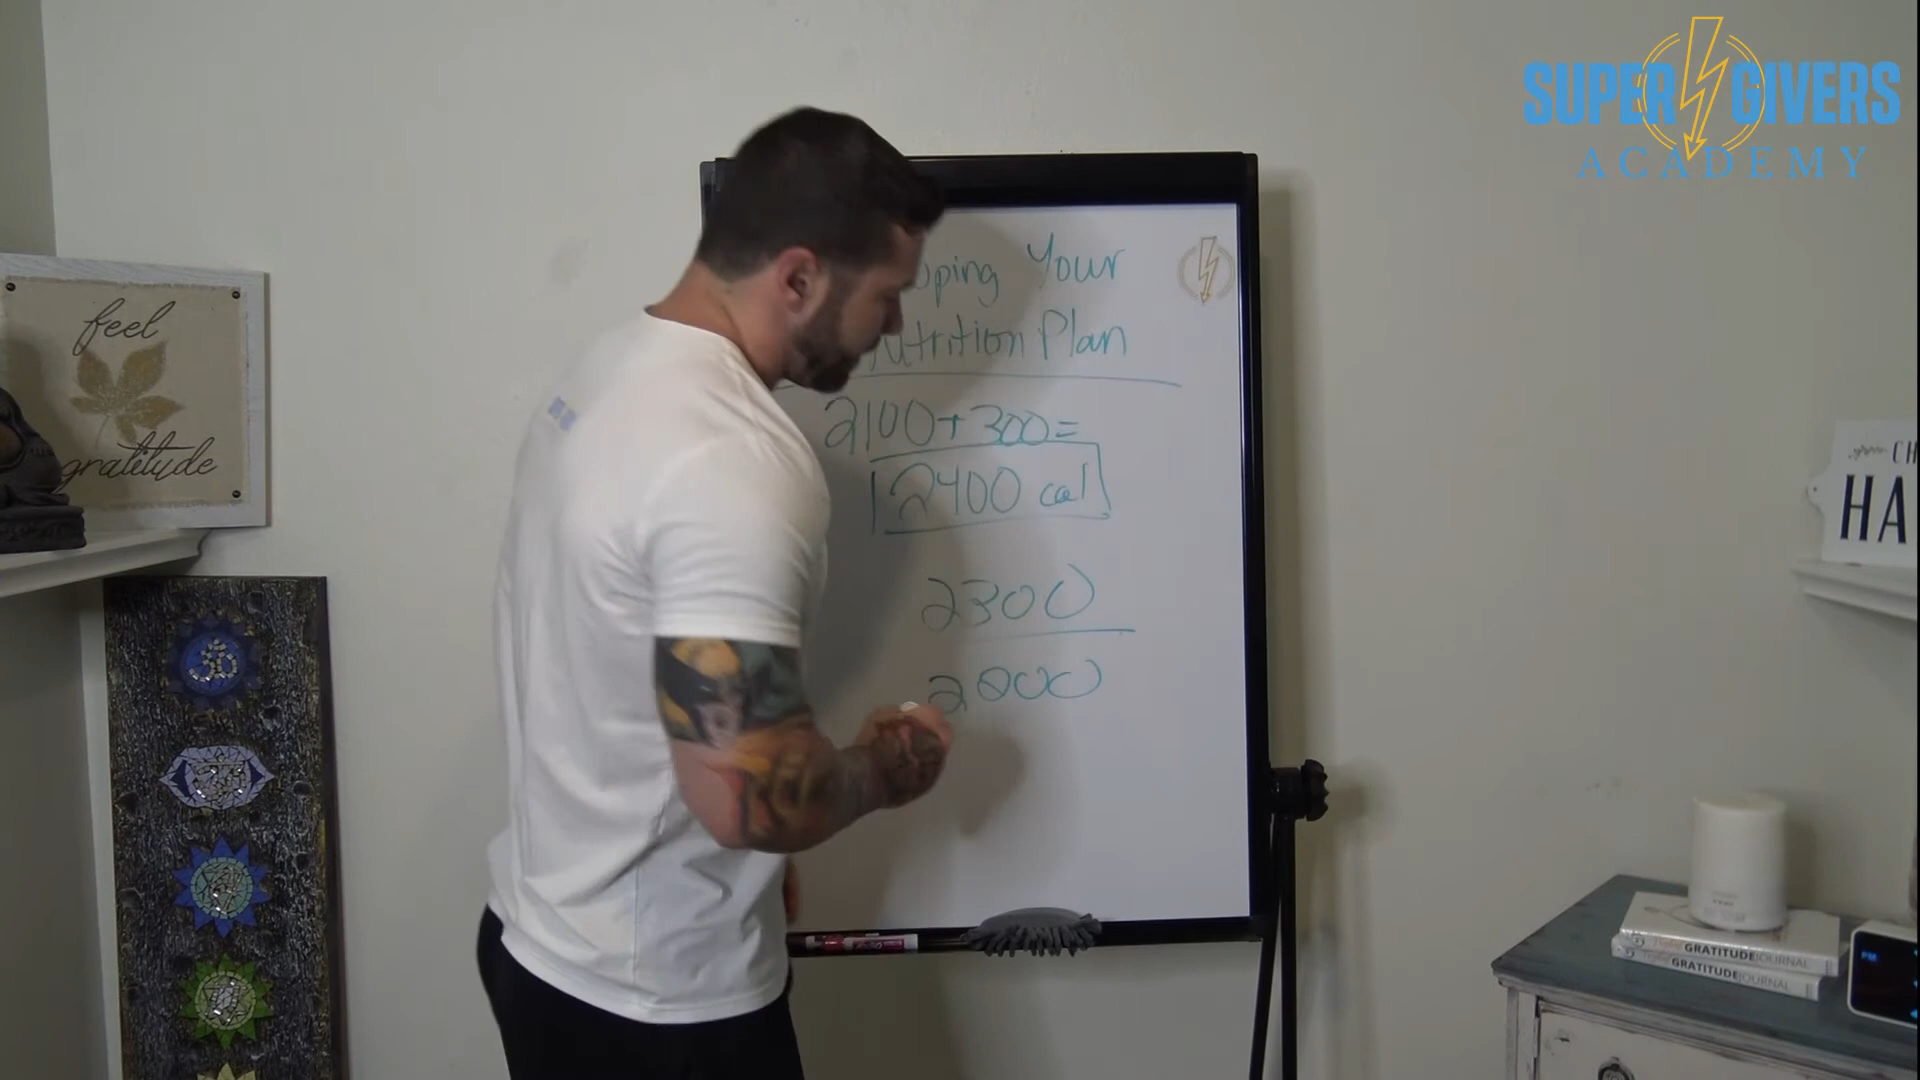 SUPER GIVERS
ACADEMY
Your
Nutrition Plan
2100+300=
2400 cal
2300
2000
feel
gratitude
HA
GRATITUDE JOURNAL
GRATITUDE JOURNAL
PM